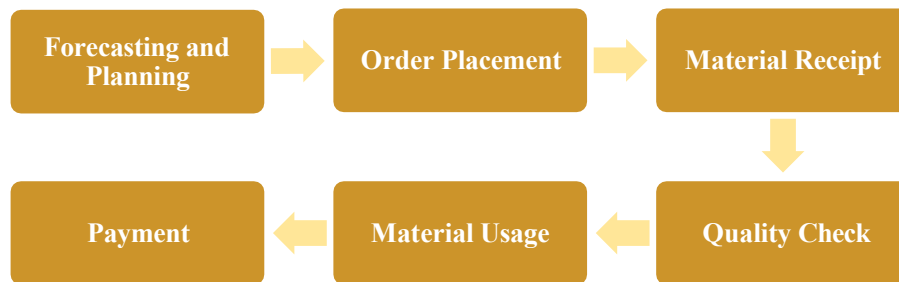 Forecasting and
Planning
Order Placement
Material Receipt
Quality Check
Material Usage
Payment